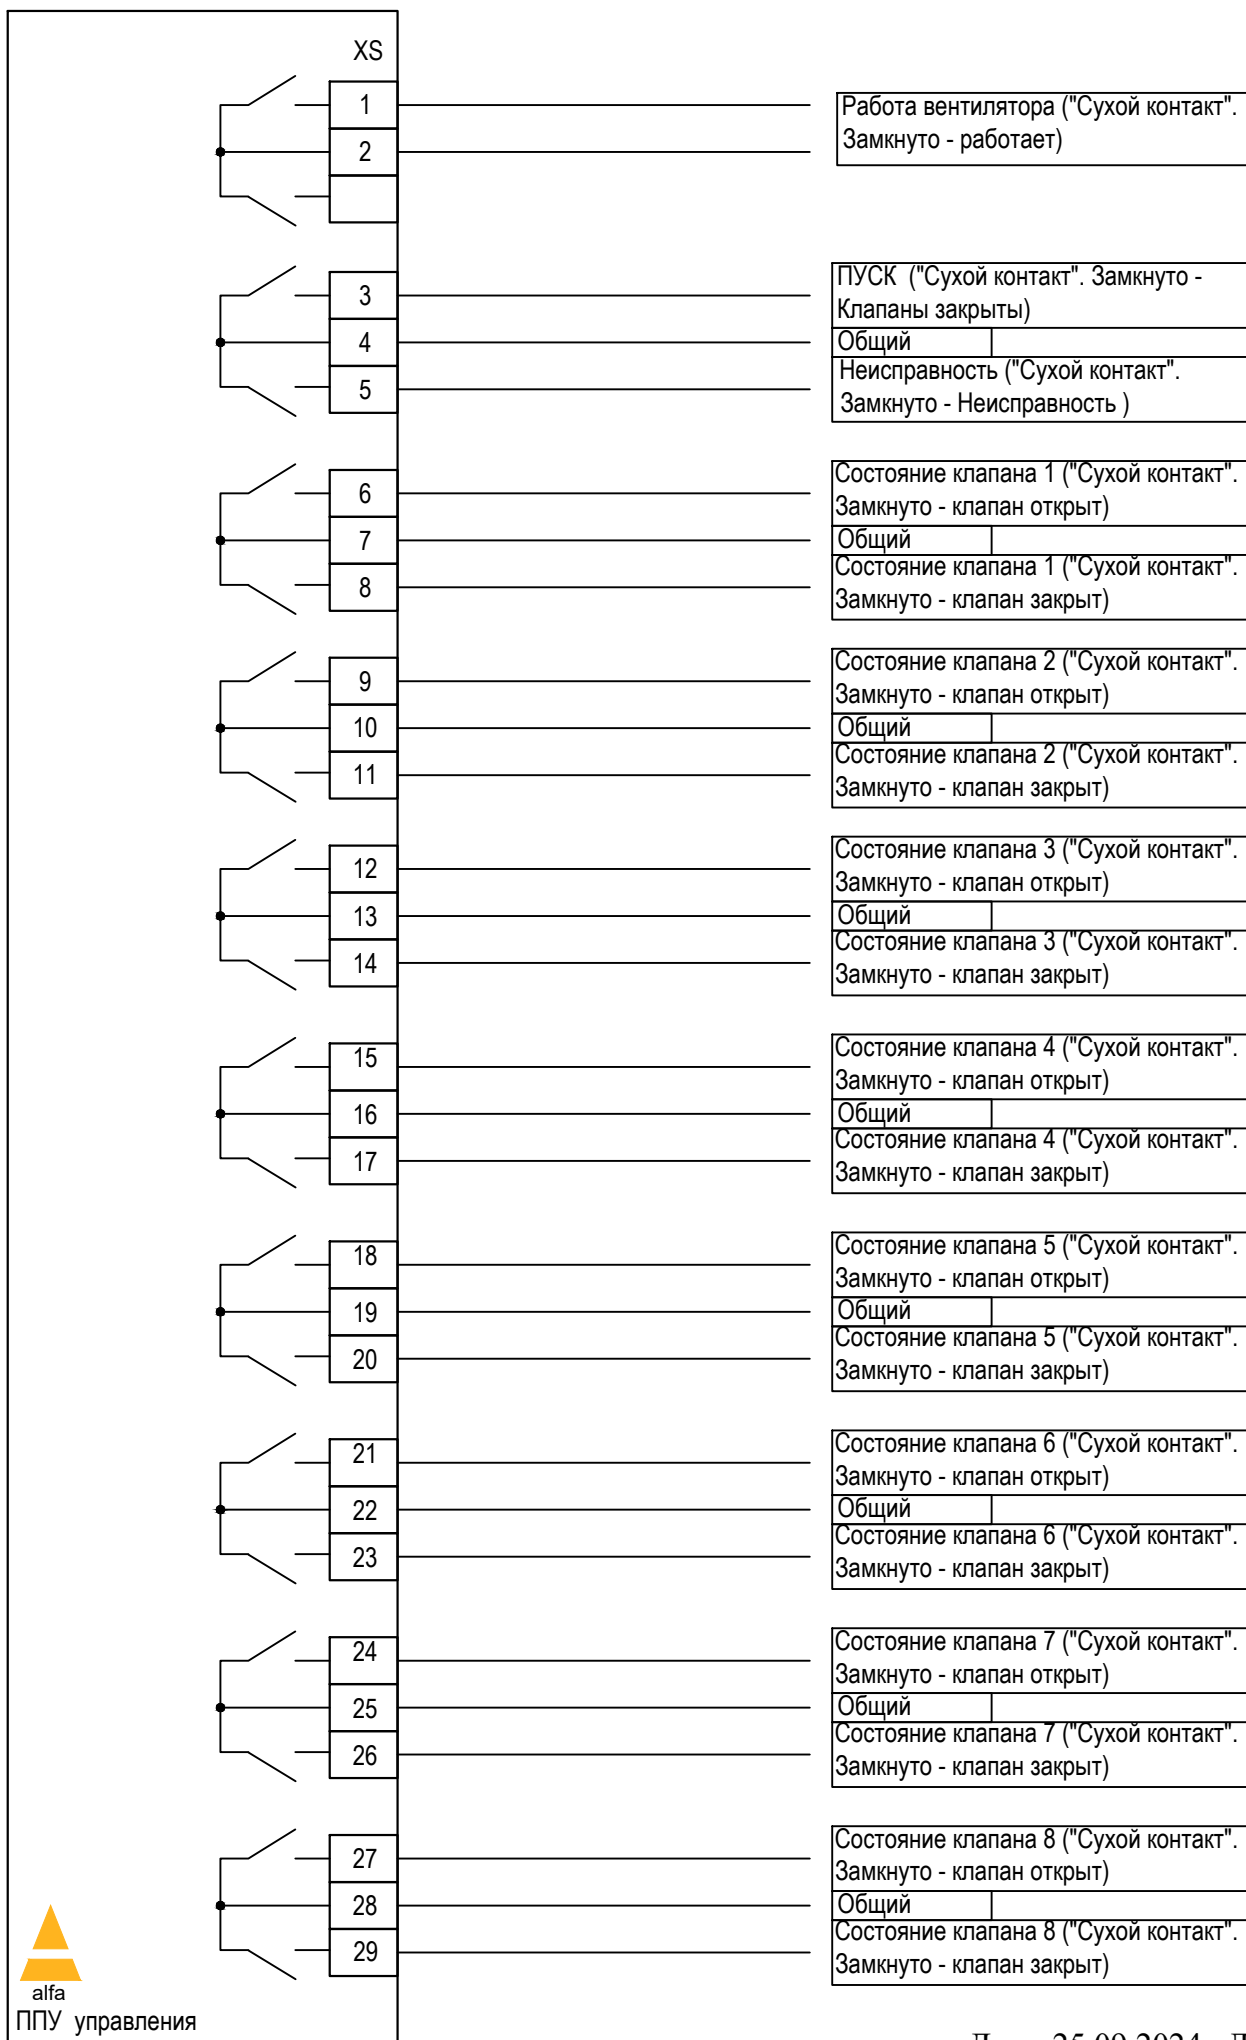 XS
1
Работа вентилятора ("Сухой контакт".
Замкнуто - работает)
2
3
ПУСК ("Сухой контакт". Замкнуто -
Клапаны закрыты)
4
Общий
5
Неисправность ("Сухой контакт".
Замкнуто - Неисправность )
6
Состояние клапана 1 ("Сухой контакт".
Замкнуто - клапан открыт)
7
Общий
8
Состояние клапана 1 ("Сухой контакт".
Замкнуто - клапан закрыт)
9
Состояние клапана 2 ("Сухой контакт".
Замкнуто - клапан открыт)
10
Общий
11
Состояние клапана 2 ("Сухой контакт".
Замкнуто - клапан закрыт)
12
Состояние клапана 3 ("Сухой контакт".
Замкнуто - клапан открыт)
13
Общий
14
Состояние клапана 3 ("Сухой контакт".
Замкнуто - клапан закрыт)
15
Состояние клапана 4 ("Сухой контакт".
Замкнуто - клапан открыт)
16
Общий
17
Состояние клапана 4 ("Сухой контакт".
Замкнуто - клапан закрыт)
18
Состояние клапана 5 ("Сухой контакт".
Замкнуто - клапан открыт)
19
Общий
20
Состояние клапана 5 ("Сухой контакт".
Замкнуто - клапан закрыт)
21
Состояние клапана 6 ("Сухой контакт".
Замкнуто - клапан открыт)
22
Общий
23
Состояние клапана 6 ("Сухой контакт".
Замкнуто - клапан закрыт)
24
Состояние клапана 7 ("Сухой контакт".
Замкнуто - клапан открыт)
25
Общий
26
Состояние клапана 7 ("Сухой контакт".
Замкнуто - клапан закрыт)
27
Состояние клапана 8 ("Сухой контакт".
Замкнуто - клапан открыт)
28
Общий
29
Состояние клапана 8 ("Сухой контакт".
Замкнуто - клапан закрыт)
alfa
ППУ управления
25.09.2024